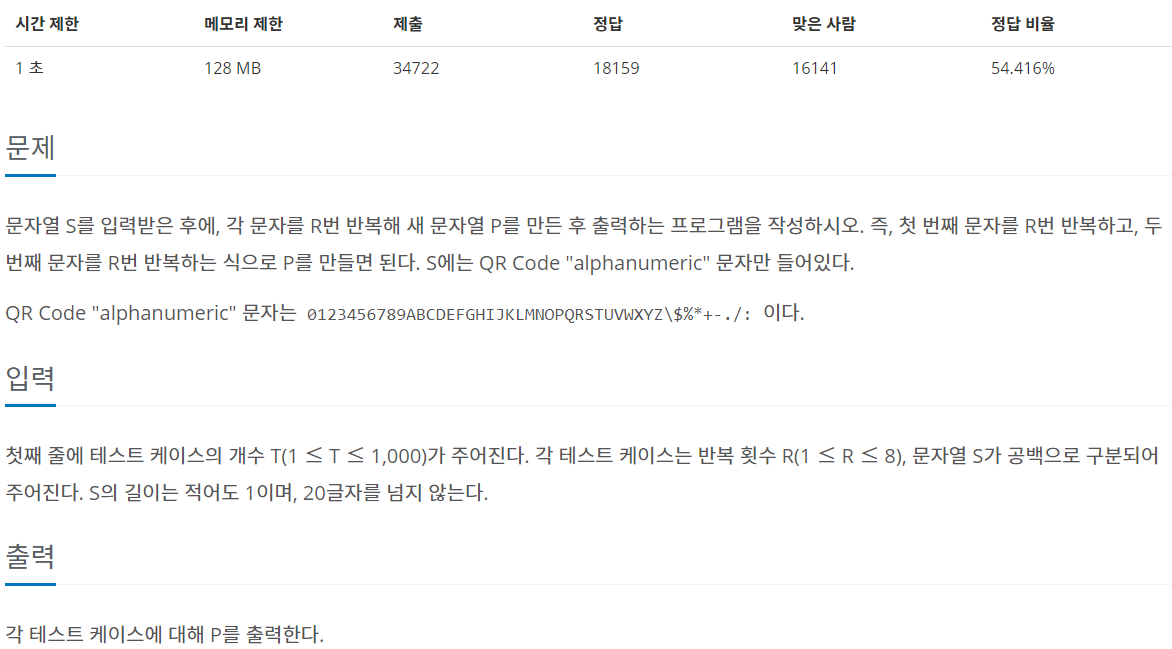 시간 제한 메모리 제한 제출 정답 맞은 사람 정답 비율
1 초 128 MB 34722 18159 16141 54.416%
문제
문자열 S를 입력받은 후에, 각 문자를 R번 반복해 새 문자열 P를 만든 후 출력하는 프로그램을 작성하시오. 즉, 첫 번째 문자를 R번 반복하고, 두
번째 문자를 R번 반복하는 식으로 P를 만들면 된다. S에는 QR Code "alphanumeric" 문자만 들어있다.
QR Code "alphanumeric" 문자는 0123456789ABCDEFGHIJKLMNOPQRSTUVWXYZ\$%*+-./: 이다.
입력
첫째 줄에 테스트 케이스의 개수 T(1 ≤ T ≤ 1,000)가 주어진다. 각 테스트 케이스는 반복 횟수 R(1 ≤ R ≤ 8), 문자열 S가 공백으로 구분되어
주어진다. S의 길이는 적어도 1이며, 20글자를 넘지 않는다.
출력
각 테스트 케이스에 대해 P를 출력한다.